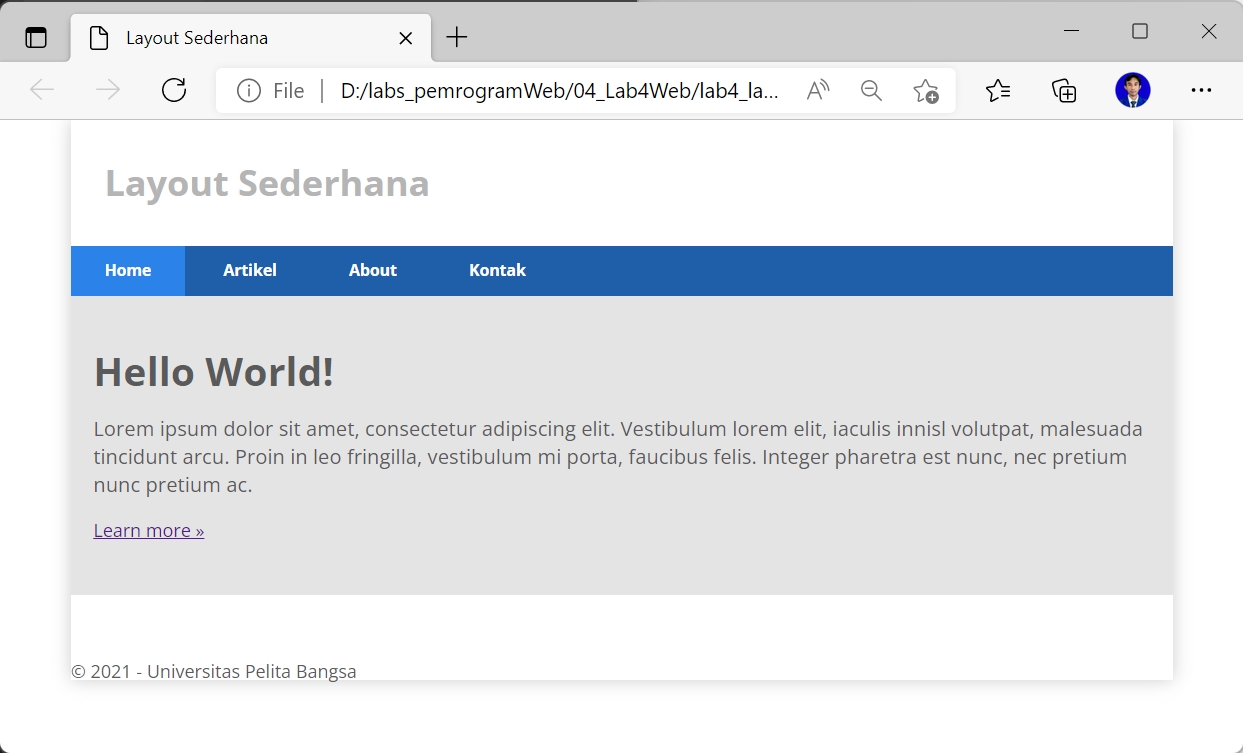 Layout Sederhana
File
D:/labs_pemrogramWeb/04_Lab4Web/lab4_la...
Layout Sederhana
Home Artikel About Kontak
Hello World!
Lorem ipsum dolor sit amet, consectetur adipiscing elit. Vestibulum lorem elit, iaculis innisl volutpat, malesuada
tincidunt arcu. Proin in leo fringilla, vestibulum mi porta, faucibus felis. Integer pharetra est nunc, nec pretium
nunc pretium ac.
Learn more »
© 2021 - Universitas Pelita Bangsa